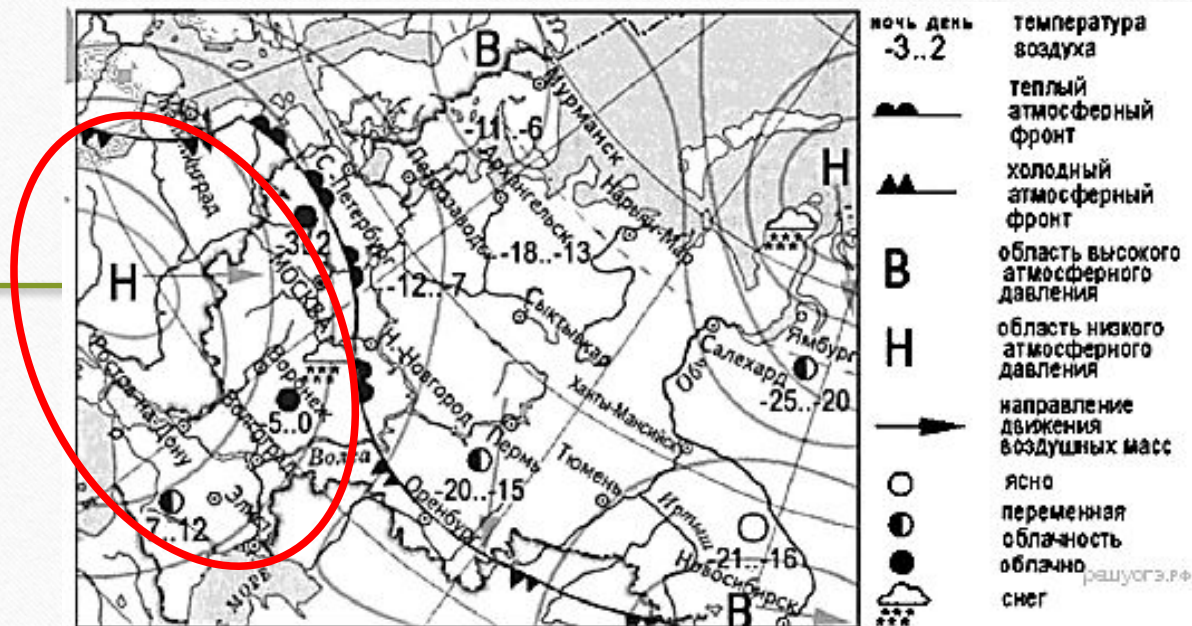 В
Мурманск
-11..-6
Архангельск
Нарьян-Мар
Н
С.-Петербург
Петрозаводск
-18..-13
-3..2
МОСКВА
-12..-7
Н
Сыктывкар
Ямбург
Салехард
Обь
-25..-20
Ростов-на-Дону
Воронеж
Н.-Новгород
Ханты-Мансийск
Волгоград
-5..0
Пермь
Тюмень
Волга
-20..-15
Оренбург
Иртыш
7..12
-21..-16
Новосибирск
МОРЕ
В
ночь день
-3..2
температура
воздуха
теплый
атмосферный
фронт
холодный
атмосферный
фронт
В
область высокого
атмосферного
давления
Н
область низкого
атмосферного
давления
направление
движения
воздушных масс
ясно
переменная
облачность
облачно
снег
решуогэ.рф